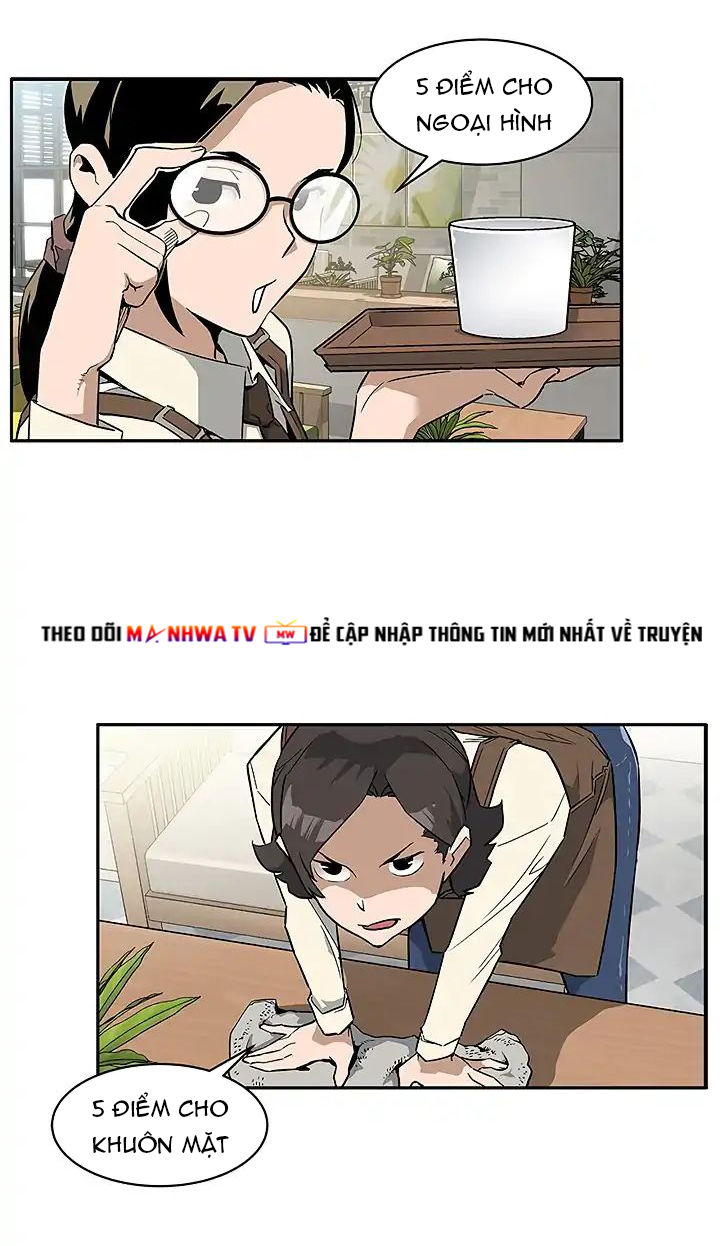 5 ĐIỂM CHO
NGOẠI HÌNH
THEO DÕI MANHWA TV MW ĐỂ CẬP NHẬP THÔNG TIN MỚI NHẤT VỀ TRUYỆN
5 ĐIỂM CHO
KHUÔN MẶT